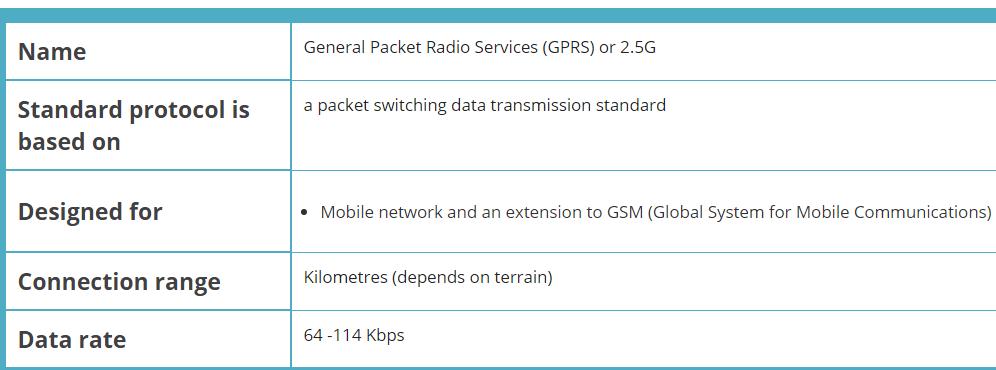 Name
General Packet Radio Services (GPRS) or 2.5G
Standard protocol is
based on
a packet switching data transmission standard
Designed for
• Mobile network and an extension to GSM (Global System for Mobile Communications)
Connection range
Kilometres (depends on terrain)
Data rate
64 -114 Kbps